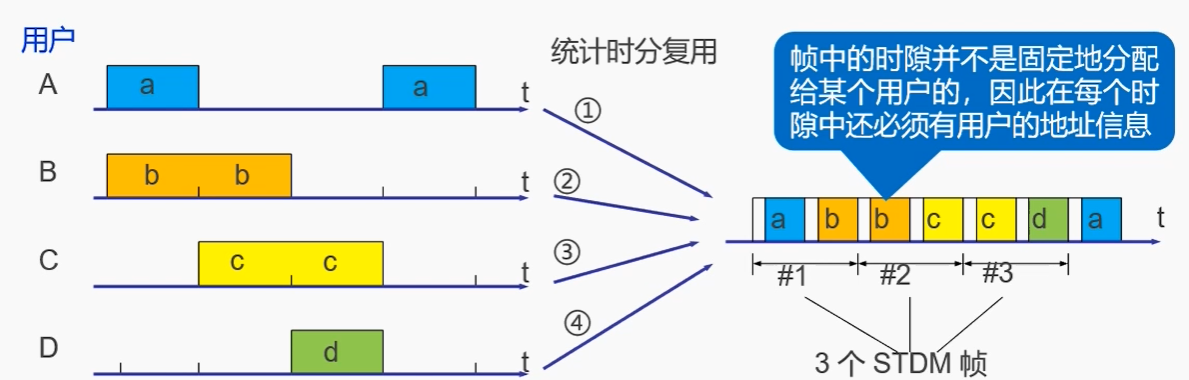 用户
统计时分复用
帧中的时隙并不是固定地分配
给某个用户的，因此在每个时
隙中还必须有用户的地址信息
A
a
a
t
①
B
b
b
t
②
C
c
c
t
③
D
d
t
④
a
b
b
c
c
d
a
t
#1
#2
#3
3 个 STDM 帧